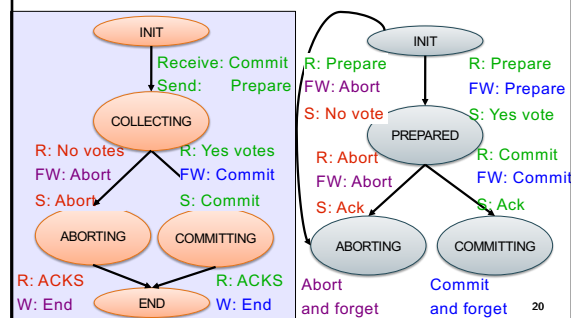 INIT
Receive: Commit
Send: Prepare
COLLECTING
R: No votes
FW: Abort
S: Abort
R: Yes votes
FW: Commit
S: Commit
ABORTING
COMMITTING
R: ACKS
W: End
R: ACKS
W: End
END
INIT
R: Prepare
FW: Abort
S: No vote
R: Prepare
FW: Prepare
S: Yes vote
PREPARED
R: Abort
FW: Abort
S: Ack
R: Commit
FW: Commit
S: Ack
ABORTING
COMMITTING
Abort
and forget
Commit
and forget
20